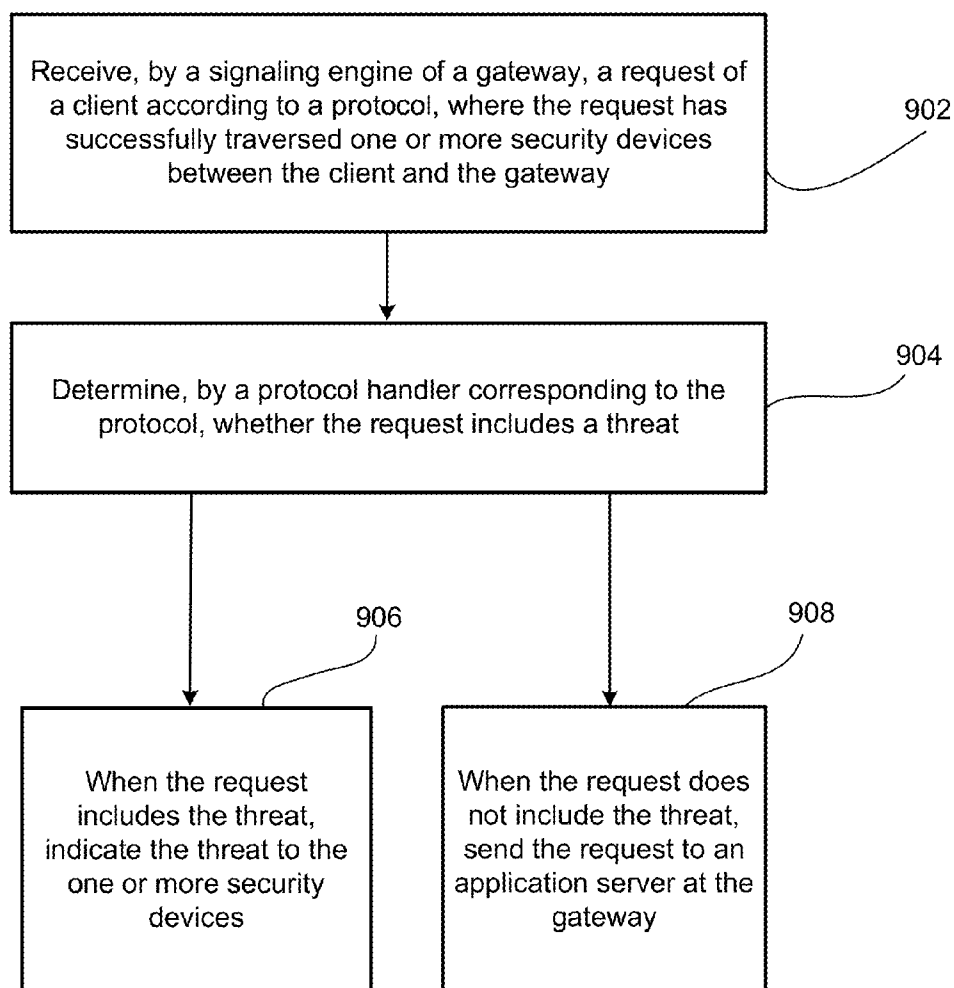 Receive, by a signaling engine of a gateway, a request of
a client according to a protocol, where the request has
successfully traversed one or more security devices
between the client and the gateway
902
Determine, by a protocol handler corresponding to the
protocol, whether the request includes a threat
904
906
When the request
includes the threat,
indicate the threat to the
one or more security
devices
908
When the request does
not include the threat,
send the request to an
application server at the
gateway